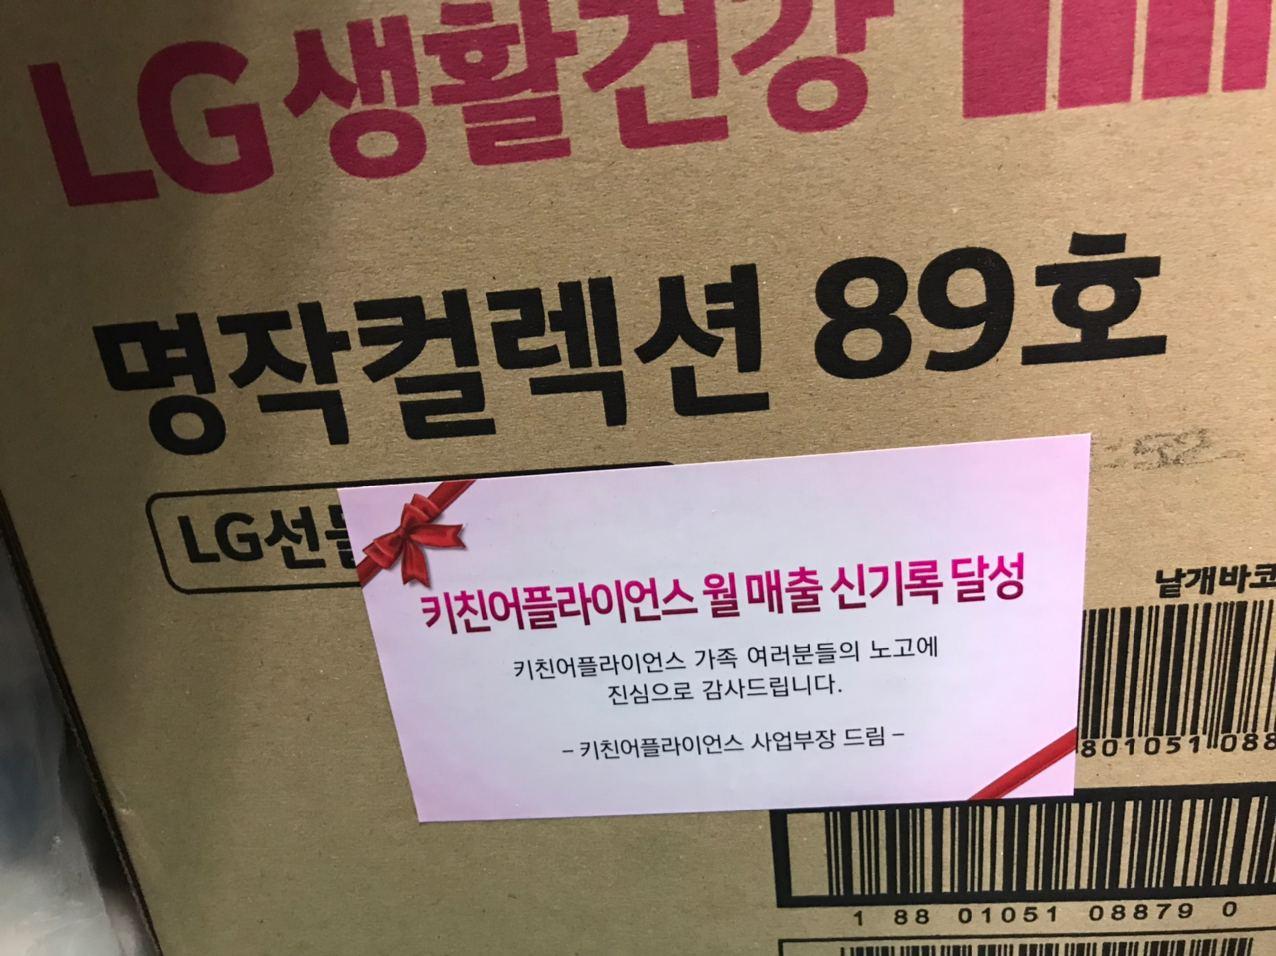 LG생활건강
명작컬렉션 89호
LG선물
키친어플라이언스 월 매출 신기록 달성
키친어플라이언스 가족 여러분들의 노고에
진심으로 감사드립니다.
– 키친어플라이언스 사업부장 드림 –
낱개바코
801051 088
1 88 01051 08879 0